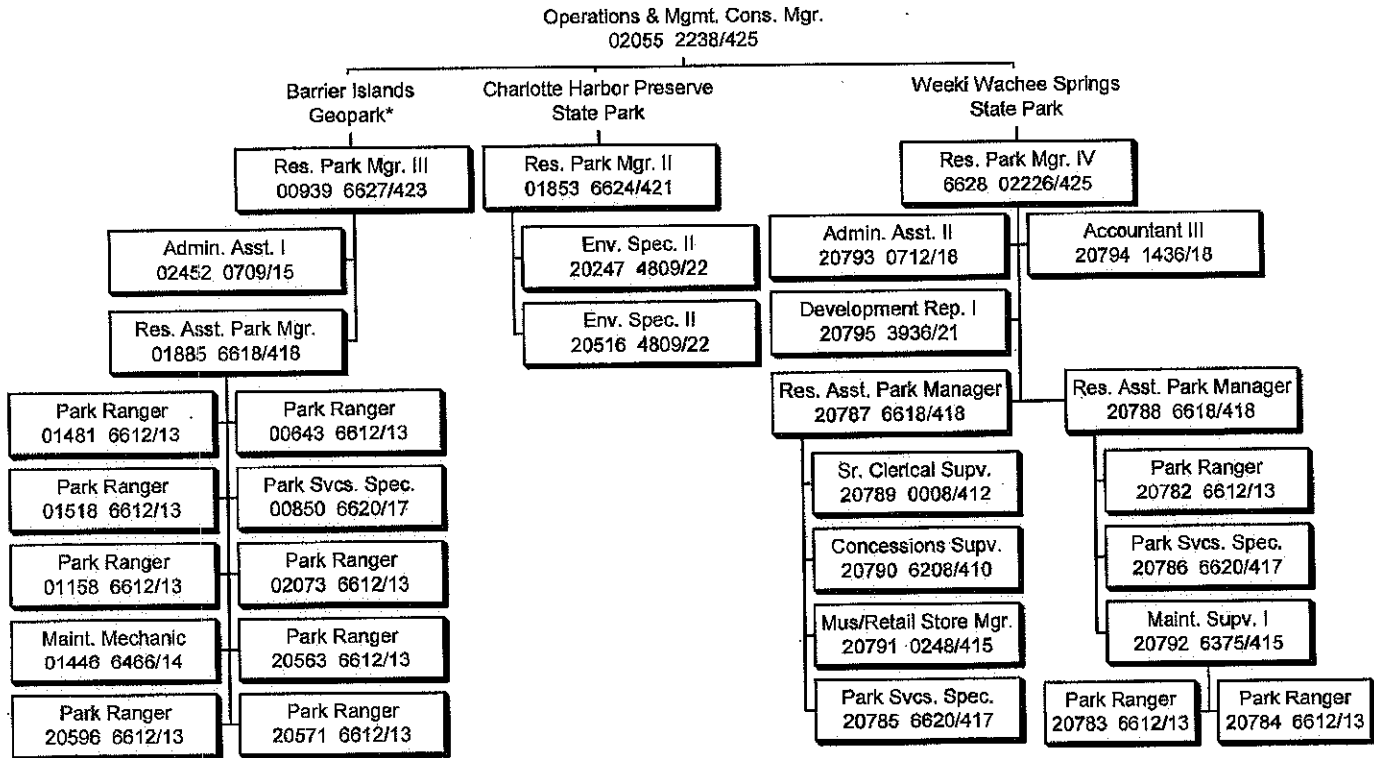 Operations & Mgmt. Cons. Mgr.
02055 2238/425
Barrier Islands
Geopark*
Res. Park Mgr. III
00939 6627/423
Admin. Asst. I
02452 0709/15
Res. Asst. Park Mgr.
01885 6618/418
Park Ranger
01481 6612/13
Park Ranger
00643 6612/13
Park Ranger
01518 6612/13
Park Svcs. Spec.
00850 6620/17
Park Ranger
01158 6612/13
Park Ranger
02073 6612/13
Maint. Mechanic
01446 6466/14
Park Ranger
20563 6612/13
Park Ranger
20596 6612/13
Park Ranger
20571 6612/13
Charlotte Harbor Preserve
State Park
Res. Park Mgr. II
01853 6624/421
Env. Spec. II
20247 4809/22
Env. Spec. II
20516 4809/22
Weeki Wachee Springs
State Park
Res. Park Mgr. IV
6628 02226/425
Admin. Asst. II
20793 0712/18
Accountant III
20794 1436/18
Development Rep. I
20795 3936/21
Res. Asst. Park Manager
20787 6618/418
Sr. Clerical Supv.
20789 0008/412
Concessions Supv.
20790 6208/410
Mus/Retail Store Mgr.
20791 0248/415
Park Svcs. Spec.
20785 6620/417
Res. Asst. Park Manager
20788 6618/418
Park Ranger
20782 6612/13
Park Svcs. Spec.
20786 6620/417
Maint. Supv. I
20792 6375/415
Park Ranger
20783 6612/13
Park Ranger
20784 6612/13